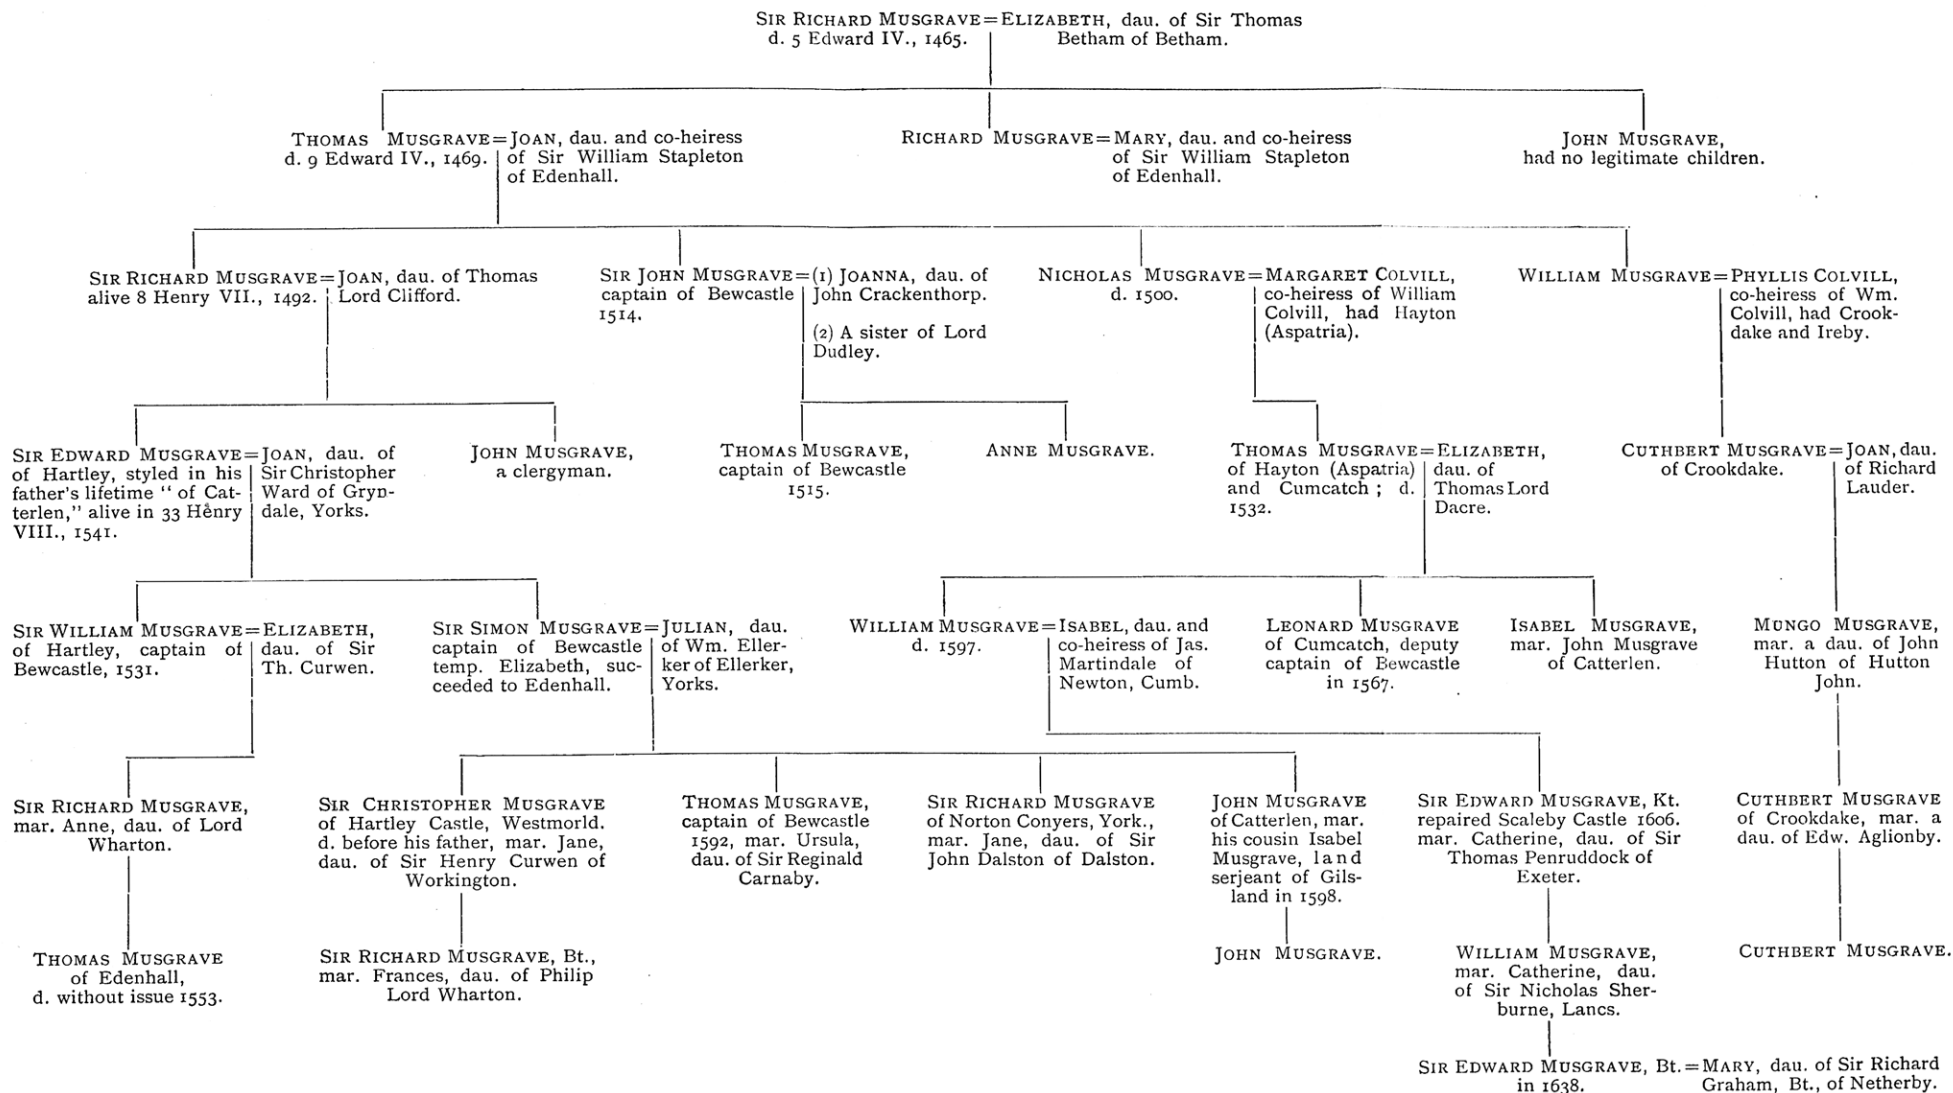 SIR RICHARD MUSGRAVE=ELIZABETH, dau. of Sir Thomas
d. 5 Edward IV., 1465. Betham of Betham.
THOMAS MUSGRAVE=JOAN, dau. and co-heiress
d. 9 Edward IV., 1469. of Sir William Stapleton
of Edenhall.
RICHARD MUSGRAVE=MARY, dau. and co-heiress
of Sir William Stapleton
of Edenhall.
JOHN MUSGRAVE,
had no legitimate children.
SIR RICHARD MUSGRAVE=JOAN, dau. of Thomas
alive 8 Henry VII., 1492. Lord Clifford.
SIR JOHN MUSGRAVE=(1) JOANNA, dau. of
captain of Bewcastle John Crackenthorp.
1514.
(2) A sister of Lord
Dudley.
NICHOLAS MUSGRAVE=MARGARET COLVILL,
d. 1500. co-heiress of William
Colvill, had Hayton
(Aspatria).
WILLIAM MUSGRAVE=PHYLLIS COLVILL,
co-heiress of Wm.
Colvill, had Crook-
dake and Ireby.
SIR EDWARD MUSGRAVE=JOAN, dau. of
of Hartley, styled in his Sir Christopher
father's lifetime " of Cat- Ward of Gryn-
terlen," alive in 33 Henry dale, Yorks.
VIII., 1541.
JOHN MUSGRAVE,
a clergyman.
THOMAS MUSGRAVE,
captain of Bewcastle
1515.
ANNE MUSGRAVE.
THOMAS MUSGRAVE=ELIZABETH,
of Hayton (Aspatria) dau. of
and Cumcatch ; d. Thomas Lord
1532. Dacre.
CUTHBERT MUSGRAVE=JOAN, dau.
of Crookdake. of Richard
Lauder.
SIR WILLIAM MUSGRAVE=ELIZABETH,
of Hartley, captain of dau. of Sir
Bewcastle, 1531. Th. Curwen.
SIR SIMON MUSGRAVE=JULIAN, dau.
captain of Bewcastle of Wm. Eller-
temp. Elizabeth, suc- ker of Ellerker,
ceeded to Edenhall. Yorks.
WILLIAM MUSGRAVE=ISABEL, dau. and
d. 1597. co-heiress of Jas.
Martindale of
Newton, Cumb.
LEONARD MUSGRAVE
of Cumcatch, deputy
captain of Bewcastle
in 1567.
ISABEL MUSGRAVE,
mar. John Musgrave
of Catterlen.
MUNGO MUSGRAVE,
mar. a dau. of John
Hutton of Hutton
John.
SIR RICHARD MUSGRAVE,
mar. Anne, dau. of Lord
Wharton.
SIR CHRISTOPHER MUSGRAVE
of Hartley Castle, Westmorld.
d. before his father, mar. Jane,
dau. of Sir Henry Curwen of
Workington.
THOMAS MUSGRAVE,
captain of Bewcastle
1592, mar. Ursula,
dau. of Sir Reginald
Carnaby.
SIR RICHARD MUSGRAVE
of Norton Conyers, York.,
mar. Jane, dau. of Sir
John Dalston of Dalston.
JOHN MUSGRAVE
of Catterlen, mar.
his cousin Isabel
Musgrave, land
serjeant of Gils-
land in 1598.
SIR EDWARD MUSGRAVE, Kt.
repaired Scaleby Castle 1606.
mar. Catherine, dau. of Sir
Thomas Penruddock of
Exeter.
CUTHBERT MUSGRAVE
of Crookdake, mar. a
dau. of Edw. Aglionby.
THOMAS MUSGRAVE
of Edenhall,
d. without issue 1553.
SIR RICHARD MUSGRAVE, Bt.,
mar. Frances, dau. of Philip
Lord Wharton.
JOHN MUSGRAVE.
WILLIAM MUSGRAVE,
mar. Catherine, dau.
of Sir Nicholas Sher-
burne, Lancs.
CUTHBERT MUSGRAVE.
SIR EDWARD MUSGRAVE, Bt.=MARY, dau. of Sir Richard
in 1638. Graham, Bt., of Netherby.